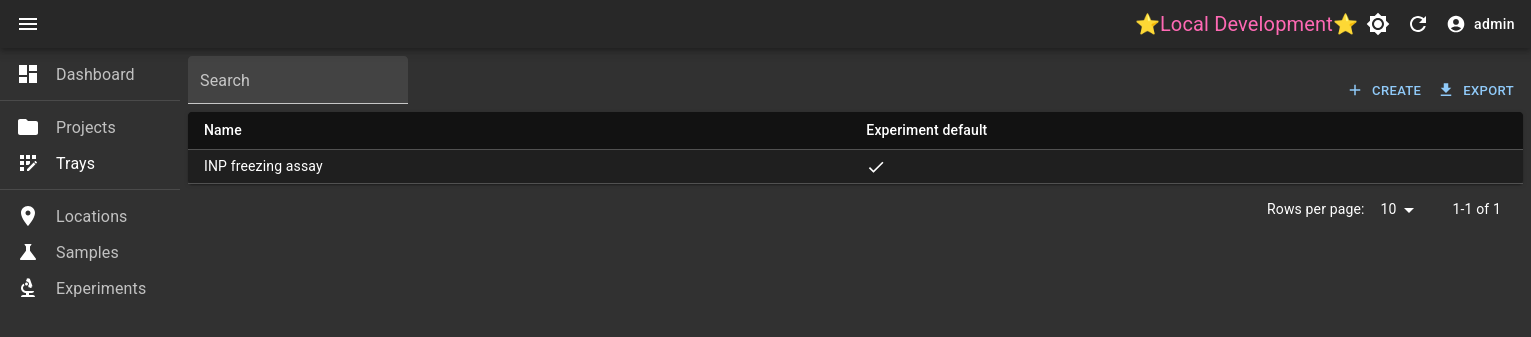 ⭐Local Development⭐
admin
Dashboard
Projects
Trays
Locations
Samples
Experiments
Search
CREATE
EXPORT
Name Experiment default
INP freezing assay
Rows per page: 10 1-1 of 1